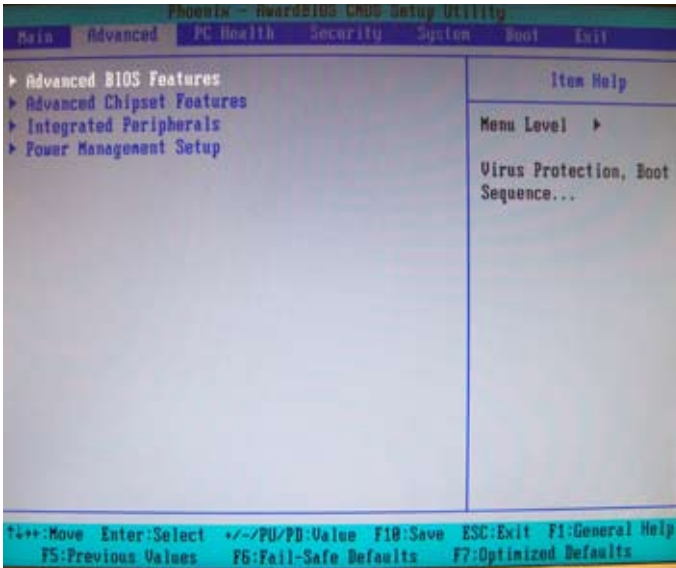 Phoenix - AwardBIOS CMOS Setup Utility
Main Advanced PC Health Security System Boot Exit
▶ Advanced BIOS Features
▶ Advanced Chipset Features
▶ Integrated Peripherals
▶ Power Management Setup
Item Help
Menu Level ▶
Virus Protection, Boot
Sequence...
↑↓↔:Move Enter:Select +/-/PU/PD:Value F10:Save ESC:Exit F1:General Help
F5:Previous Values F6:Fail-Safe Defaults F7:Optimized Defaults